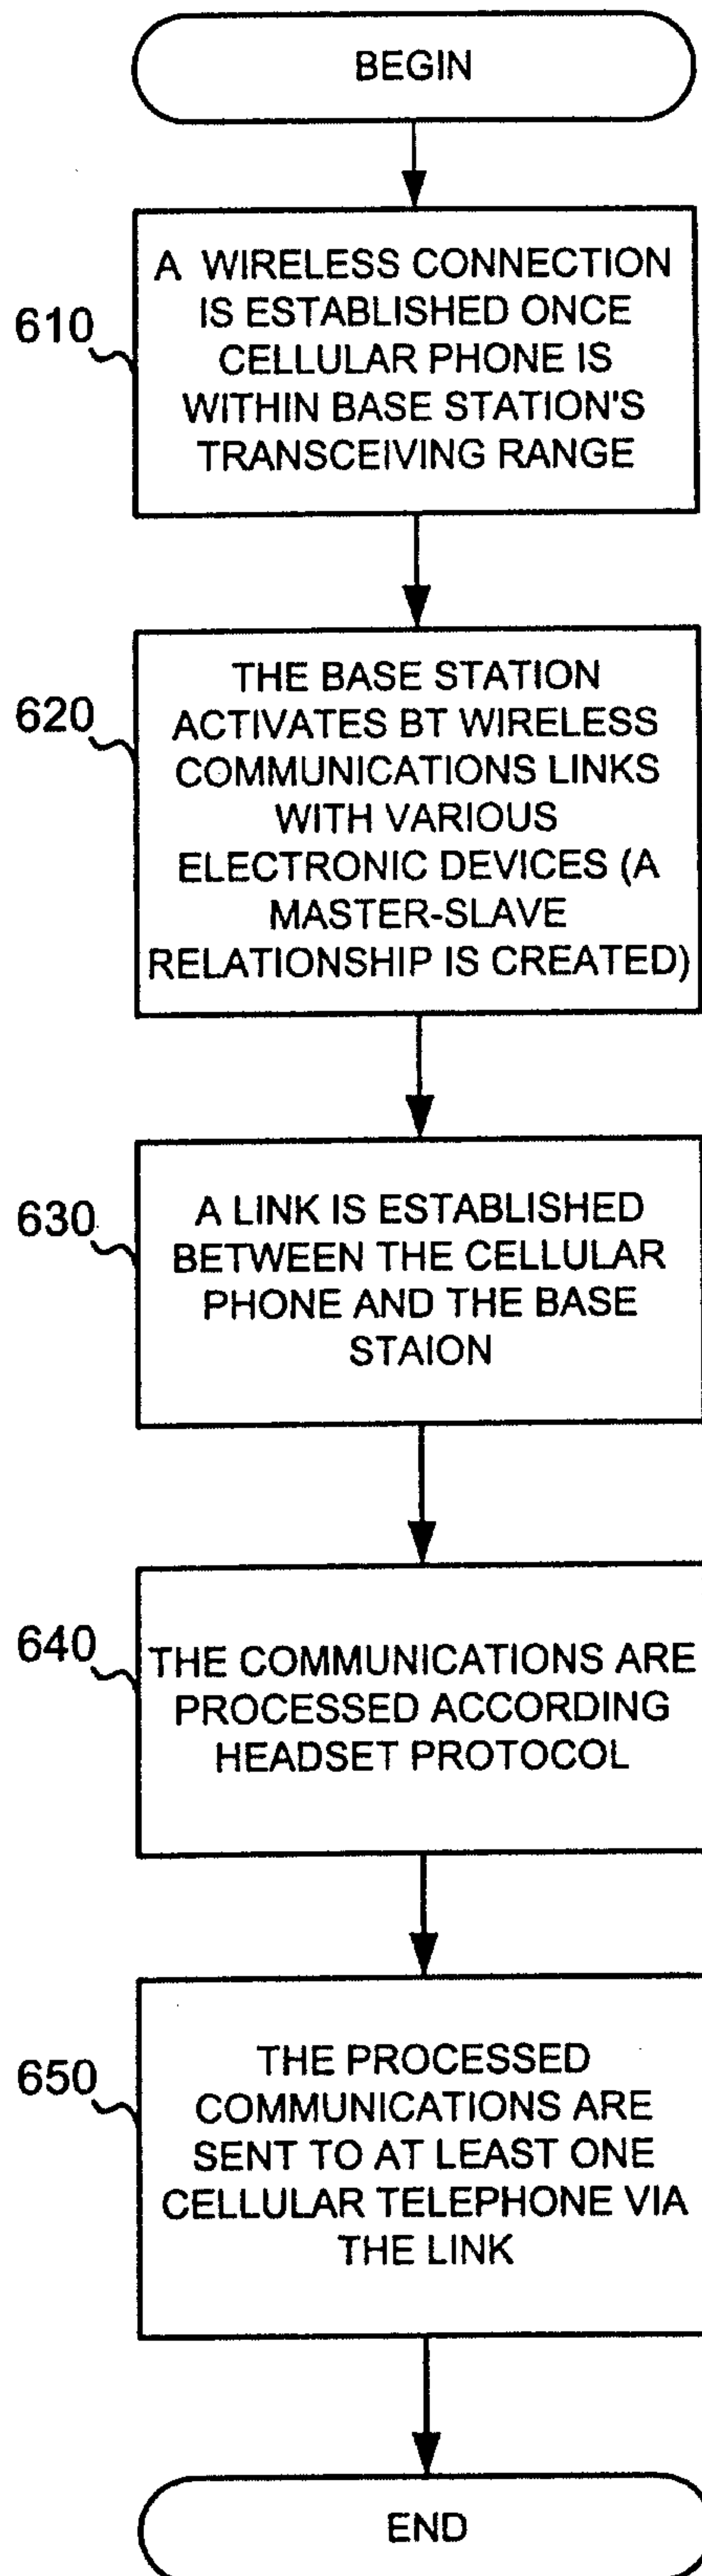 BEGIN
610
A WIRELESS CONNECTION
IS ESTABLISHED ONCE
CELLULAR PHONE IS
WITHIN BASE STATION'S
TRANSCEIVING RANGE
620
THE BASE STATION
ACTIVATES BT WIRELESS
COMMUNICATIONS LINKS
WITH VARIOUS
ELECTRONIC DEVICES (A
MASTER-SLAVE
RELATIONSHIP IS CREATED)
630
A LINK IS ESTABLISHED
BETWEEN THE CELLULAR
PHONE AND THE BASE
STAION
640
THE COMMUNICATIONS ARE
PROCESSED ACCORDING
HEADSET PROTOCOL
650
THE PROCESSED
COMMUNICATIONS ARE
SENT TO AT LEAST ONE
CELLULAR TELEPHONE VIA
THE LINK
END